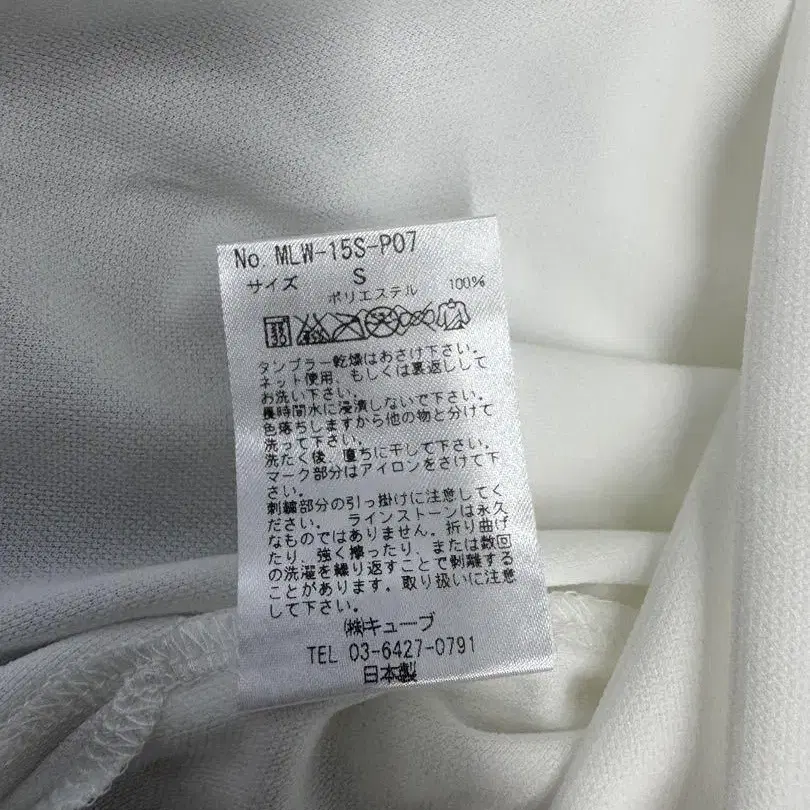 No MLW-15S-P07
サイズ S
ポリエステル 100%
タンブラー乾燥はおさけ下さい。
ネット使用、もしくは裏返しして
お洗い下さい。
長時間水に浸漬しないで下さい。
色落ちしますから他の物と分けて
洗って下さい。
洗たく後、直ちに干して下さい。
マーク部分はアイロンをさけて下
さい。
刺繍部分の引っ掛けに注意してく
ださい。 ラインストーンは永久
なものではありません。折り曲げ
たり、強く擦ったり、または数回
の洗濯を繰り返すことで剥離する
ことがあります。取り扱いに注意
して下さい。
㈱キューブ
TEL 03-6427-0791
日本製